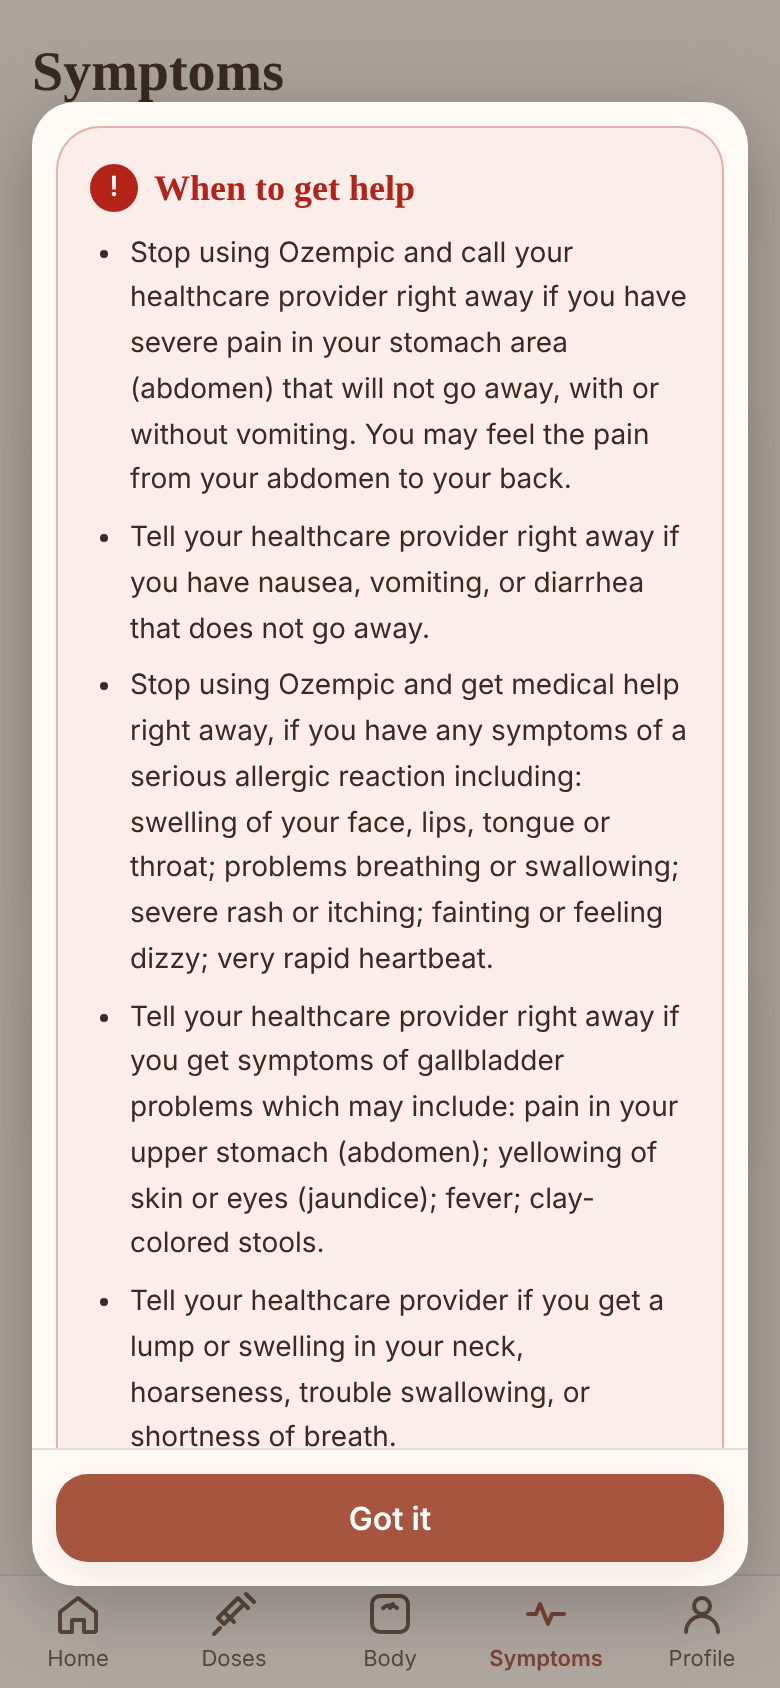 Symptoms
!
When to get help
• Stop using Ozempic and call your
healthcare provider right away if you have
severe pain in your stomach area
(abdomen) that will not go away, with or
without vomiting. You may feel the pain
from your abdomen to your back.
• Tell your healthcare provider right away if
you have nausea, vomiting, or diarrhea
that does not go away.
• Stop using Ozempic and get medical help
right away, if you have any symptoms of a
serious allergic reaction including:
swelling of your face, lips, tongue or
throat; problems breathing or swallowing;
severe rash or itching; fainting or feeling
dizzy; very rapid heartbeat.
• Tell your healthcare provider right away if
you get symptoms of gallbladder
problems which may include: pain in your
upper stomach (abdomen); yellowing of
skin or eyes (jaundice); fever; clay-
colored stools.
• Tell your healthcare provider if you get a
lump or swelling in your neck,
hoarseness, trouble swallowing, or
shortness of breath.
Got it
Home
Doses
Body
Symptoms
Profile